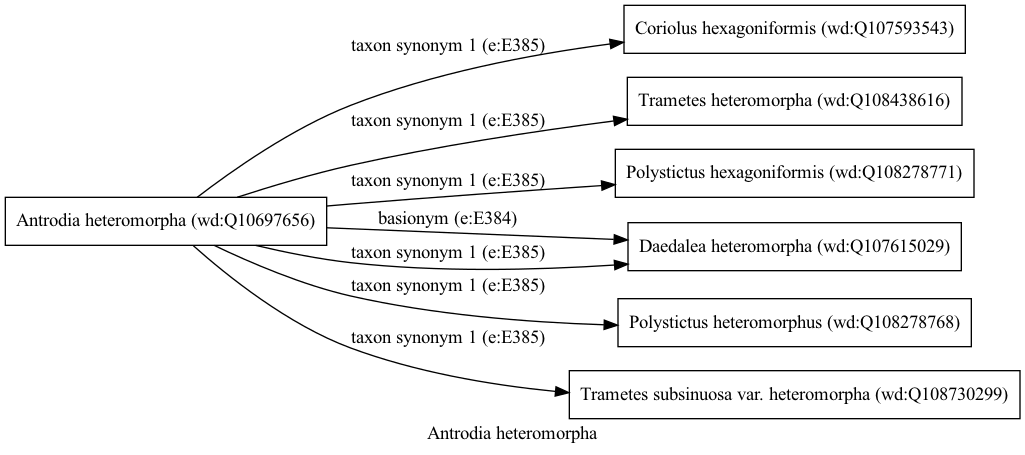 Coriolus hexagoniformis (wd:Q107593543)
taxon synonym 1 (e:E385)
Trametes heteromorpha (wd:Q108438616)
taxon synonym 1 (e:E385)
Polystictus hexagoniformis (wd:Q108278771)
taxon synonym 1 (e:E385)
Antrodia heteromorpha (wd:Q10697656)
basionym (e:E384)
Daedalea heteromorpha (wd:Q107615029)
taxon synonym 1 (e:E385)
taxon synonym 1 (e:E385)
Polystictus heteromorphus (wd:Q108278768)
taxon synonym 1 (e:E385)
Trametes subsinuosa var. heteromorpha (wd:Q108730299)
Antrodia heteromorpha